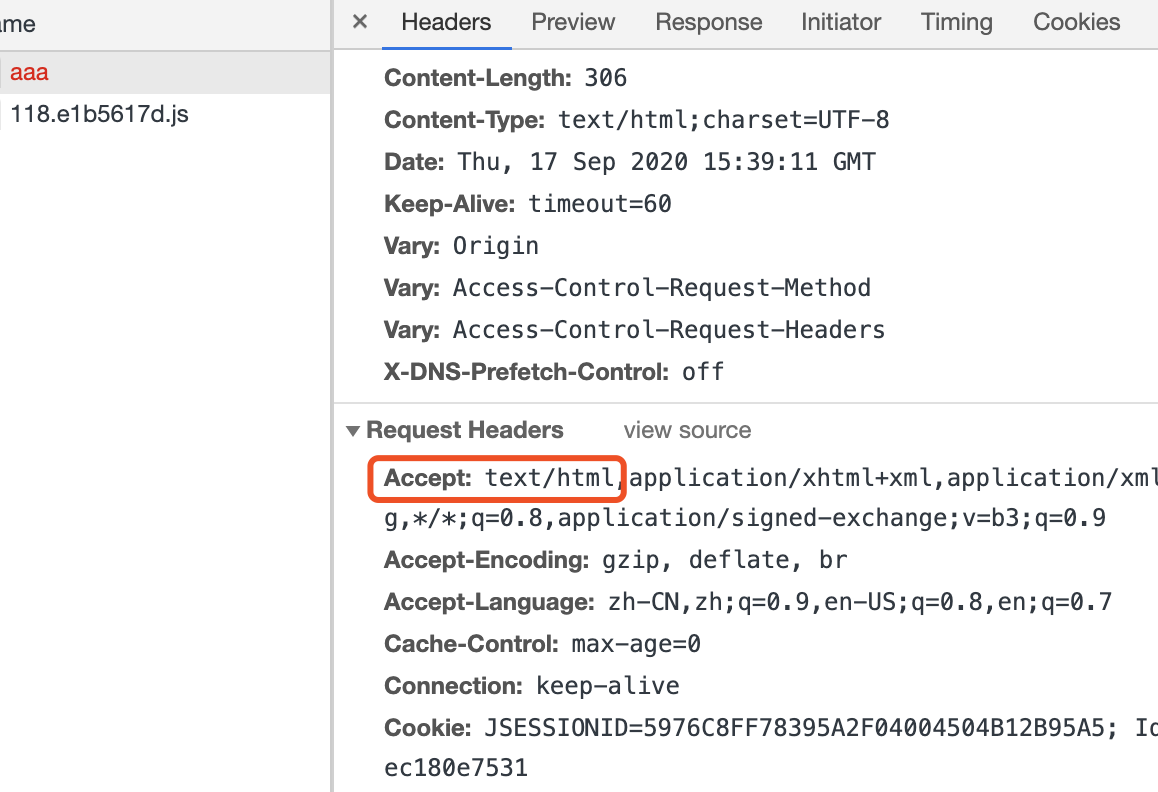 ame
× Headers Preview Response Initiator Timing Cookies
aaa
118.e1b5617d.js
Content-Length: 306
Content-Type: text/html;charset=UTF-8
Date: Thu, 17 Sep 2020 15:39:11 GMT
Keep-Alive: timeout=60
Vary: Origin
Vary: Access-Control-Request-Method
Vary: Access-Control-Request-Headers
X-DNS-Prefetch-Control: off
▼ Request Headers view source
Accept: text/html,application/xhtml+xml,application/xml
g,*/*;q=0.8,application/signed-exchange;v=b3;q=0.9
Accept-Encoding: gzip, deflate, br
Accept-Language: zh-CN,zh;q=0.9,en-US;q=0.8,en;q=0.7
Cache-Control: max-age=0
Connection: keep-alive
Cookie: JSESSIONID=5976C8FF78395A2F04004504B12B95A5; Id
ec180e7531